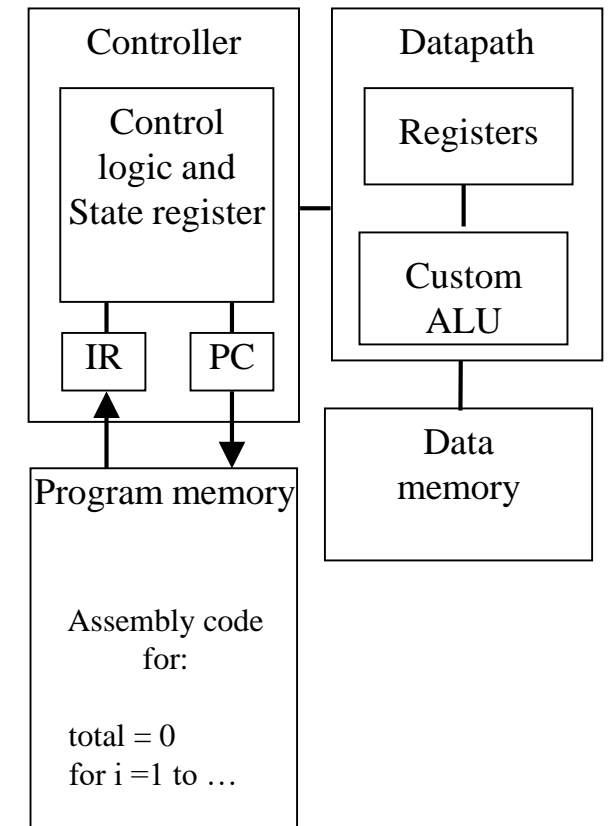 Controller
Control
logic and
State register
IR
PC
Datapath
Registers
Custom
ALU
Data
memory
Program memory
Assembly code
for:
total = 0
for i =1 to …